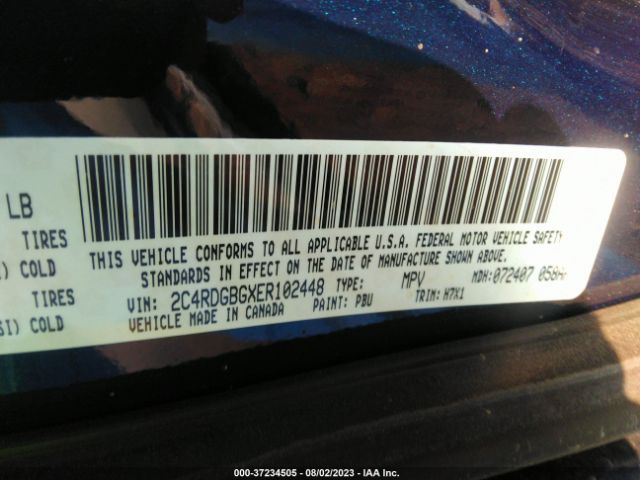 LB
TIRES
) COLD
TIRES
SI) COLD
THIS VEHICLE CONFORMS TO ALL APPLICABLE U.S.A. FEDERAL MOTOR VEHICLE SAFETY
STANDARDS IN EFFECT ON THE DATE OF MANUFACTURE SHOWN ABOVE.
VIN: 2C4RDGBGXER102448 TYPE: MPV MDH: 072407
VEHICLE MADE IN CANADA PAINT: PBU TRIM: H7X1
000-37234505 - 08/02/2023 - IAA Inc.